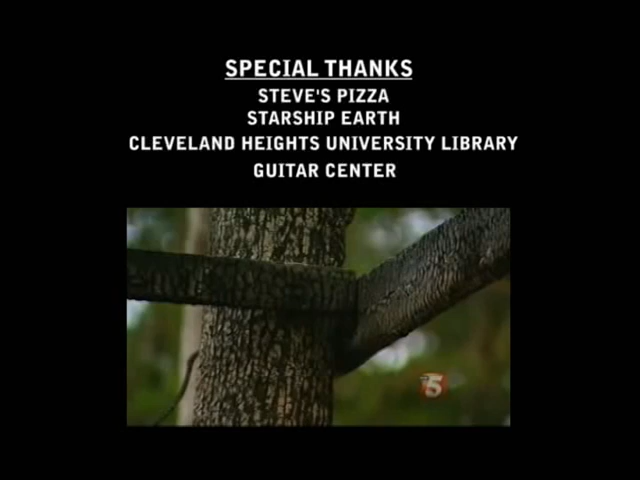 SPECIAL THANKS
STEVE'S PIZZA
STARSHIP EARTH
CLEVELAND HEIGHTS UNIVERSITY LIBRARY
GUITAR CENTER
5